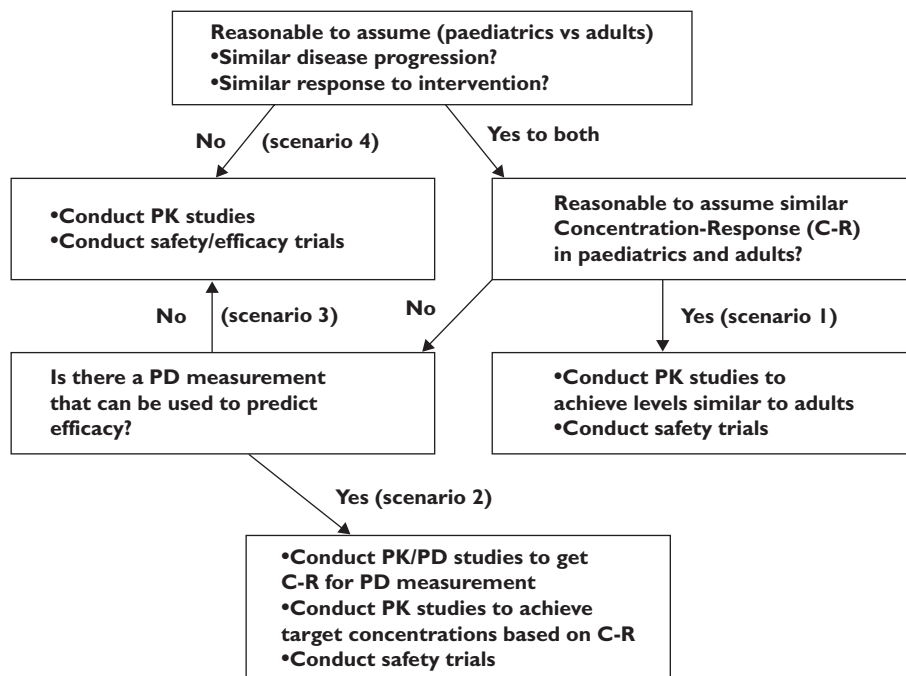 Reasonable to assume (paediatrics vs adults)
•Similar disease progression?
•Similar response to intervention?
No (scenario 4)
Yes to both
•Conduct PK studies
•Conduct safety/efficacy trials
Reasonable to assume similar
Concentration-Response (C-R)
in paediatrics and adults?
No (scenario 3)
No
Yes (scenario 1)
Is there a PD measurement
that can be used to predict
efficacy?
•Conduct PK studies to
achieve levels similar to adults
•Conduct safety trials
Yes (scenario 2)
•Conduct PK/PD studies to get
C-R for PD measurement
•Conduct PK studies to achieve
target concentrations based on C-R
•Conduct safety trials